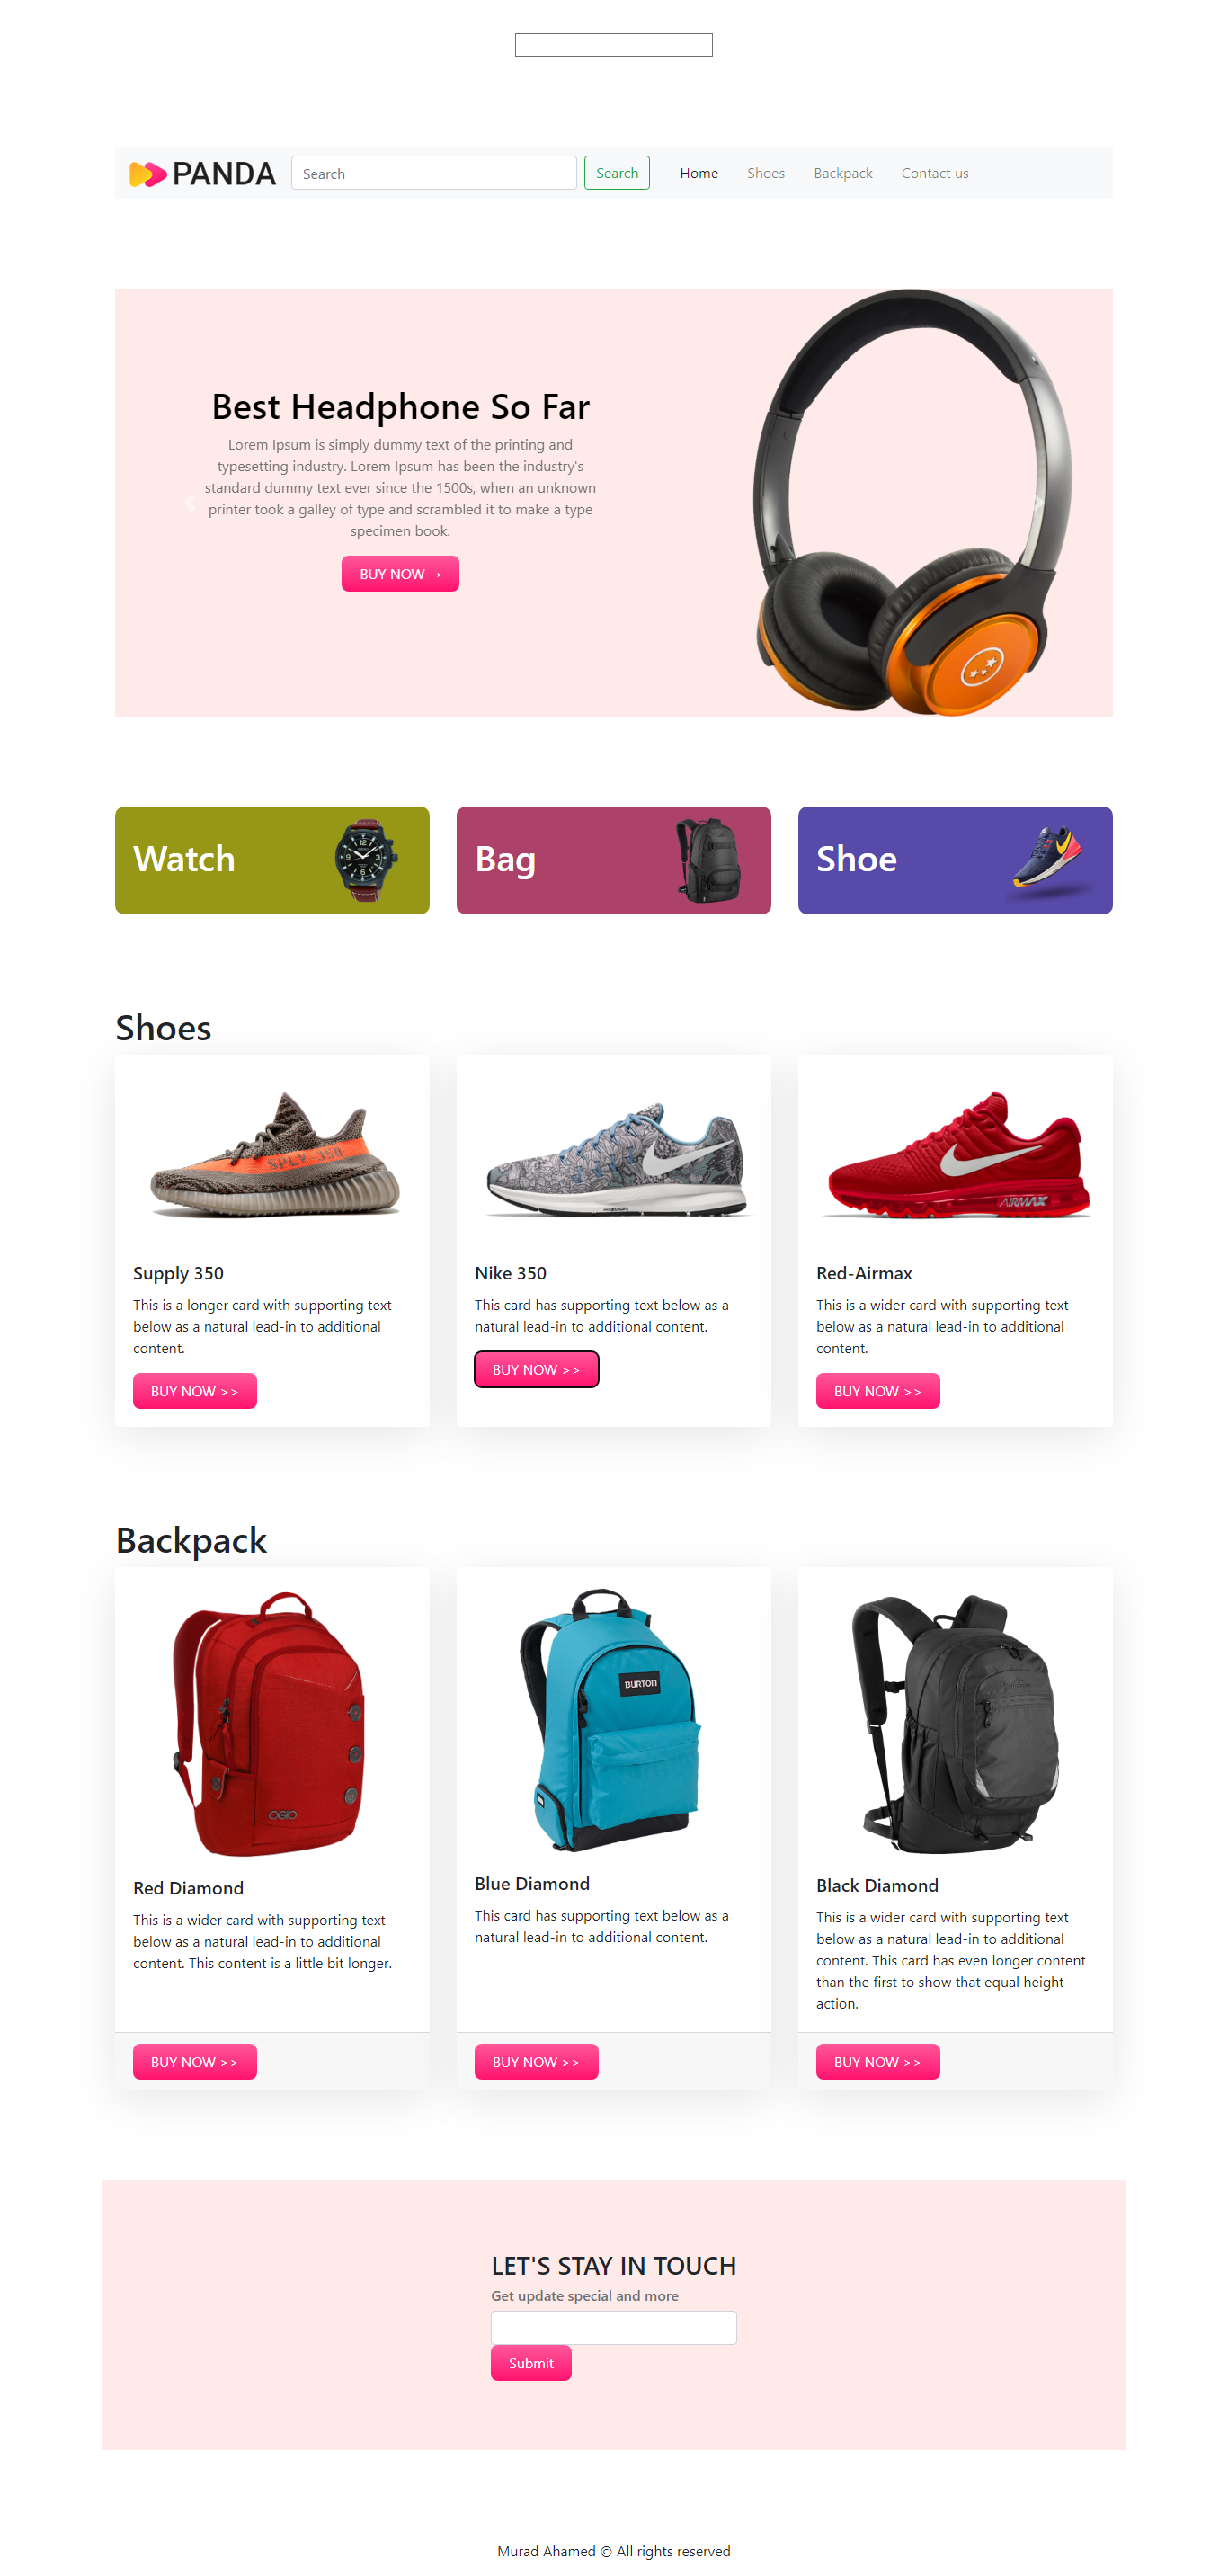 PANDA Search Search Home Shoes Backpack Contact us
Best Headphone So Far
Lorem Ipsum is simply dummy text of the printing and
typesetting industry. Lorem Ipsum has been the industry's
standard dummy text ever since the 1500s, when an unknown
printer took a galley of type and scrambled it to make a type
specimen book.
BUY NOW →
Watch
Bag
Shoe
Shoes
SPLY-350
AIRMAX
Supply 350
This is a longer card with supporting text
below as a natural lead-in to additional
content.
BUY NOW >>
Nike 350
This card has supporting text below as a
natural lead-in to additional content.
BUY NOW >>
Red-Airmax
This is a wider card with supporting text
below as a natural lead-in to additional
content.
BUY NOW >>
Backpack
OGIO
BURTON
Red Diamond
This is a wider card with supporting text
below as a natural lead-in to additional
content. This content is a little bit longer.
BUY NOW >>
Blue Diamond
This card has supporting text below as a
natural lead-in to additional content.
BUY NOW >>
Black Diamond
This is a wider card with supporting text
below as a natural lead-in to additional
content. This card has even longer content
than the first to show that equal height
action.
BUY NOW >>
LET'S STAY IN TOUCH
Get update special and more
Submit
Murad Ahamed © All rights reserved